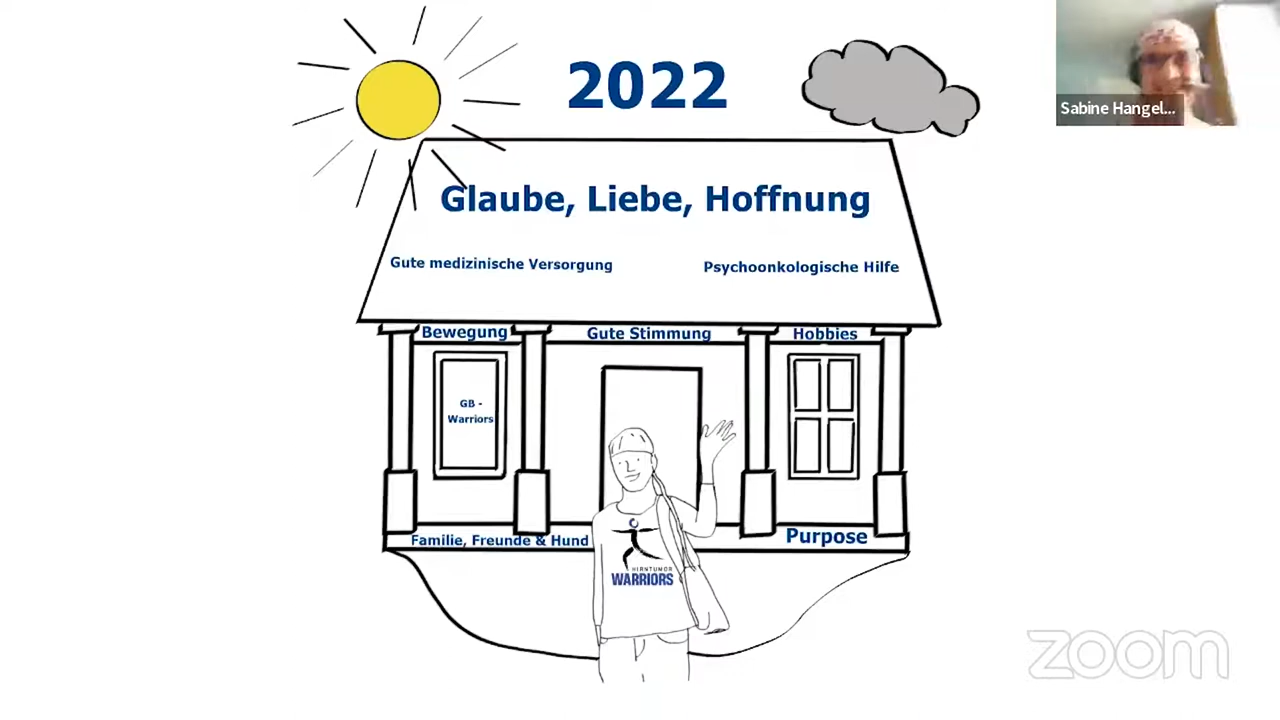 2022
Sabine Hangel...
Glaube, Liebe, Hoffnung
Gute medizinische Versorgung
Psychoonkologische Hilfe
Bewegung
Gute Stimmung
Hobbies
GB -
Warriors
Familie, Freunde & Hund
Purpose
HIRNTUMOR
WARRIORS
zoom